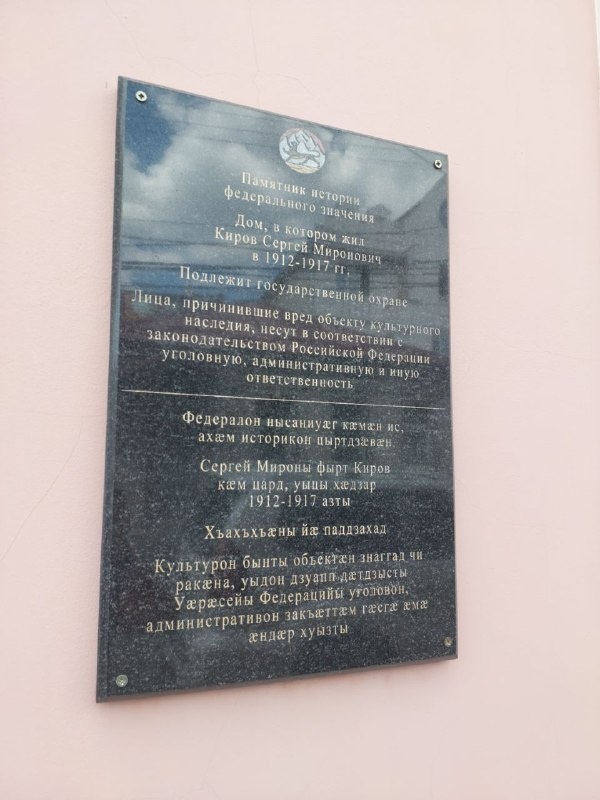 Памятник истории
федерального значения
Дом, в котором жил
Киров Сергей Миронович
в 1912-1917 гг.
Подлежит государственной охране
Лица, причинившие вред объекту культурного
наследия, несут в соответствии с
законодательством Российской Федерации
уголовную, административную и иную
ответственность
Федералон нысаниуæг кæмæн ис,
ахæм историкон цыртдзæвæн
Сергей Мироны фырт Киров
кæм цард, уыцы хæдзар
1912-1917 азты
Хъахъхъæны йæ паддзахад
Культурон бынты объектæн знаггад чи
ракæна, уыдон дзуапп дæтдзысты
Уæрæсейы Федерацийы уголовон,
административон закъæттæм гæсгæ æмæ
æндæр хуызты